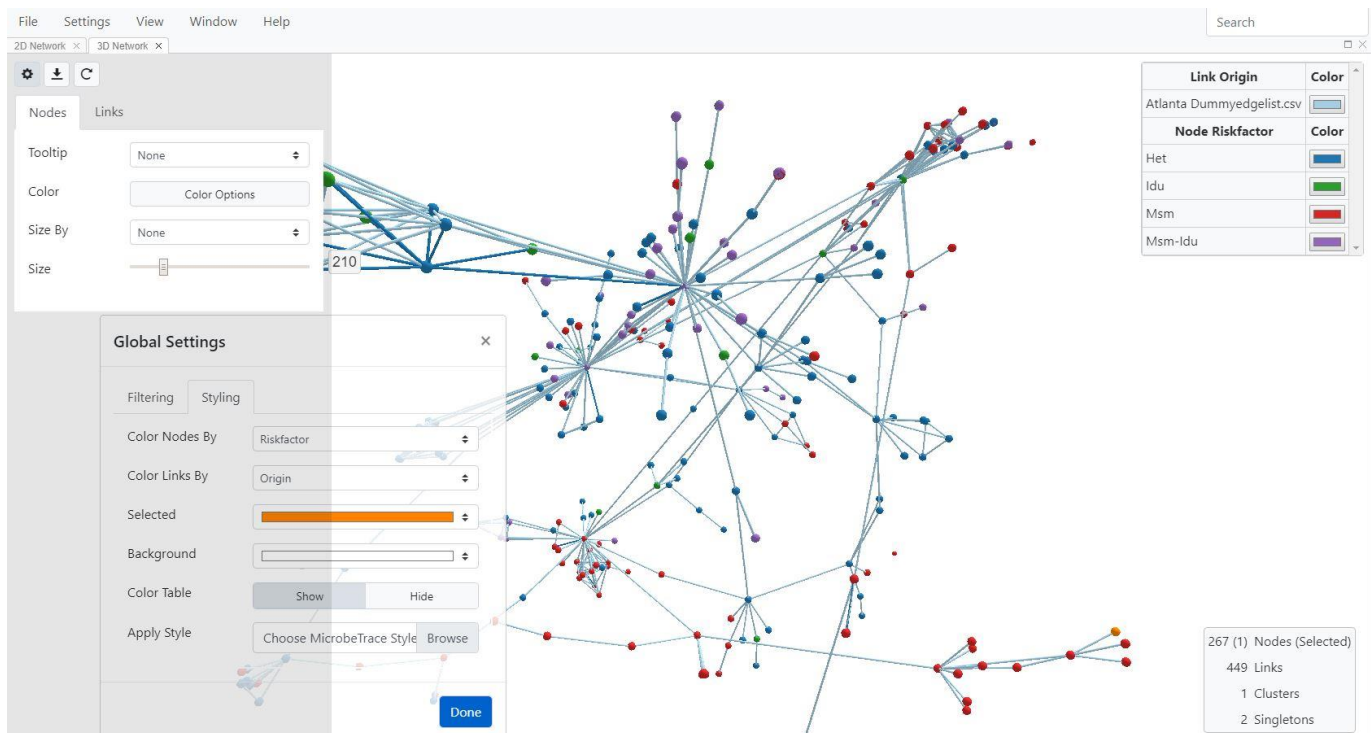 File Settings View Window Help Search
2D Network × 3D Network ×
Nodes Links
Tooltip None
Color Color Options
Size By None
Size
210
Link Origin Color
Atlanta Dummyedgelist.csv
Node Riskfactor Color
Het
Idu
Msm
Msm-Idu
Global Settings ×
Filtering Styling
Color Nodes By Riskfactor
Color Links By Origin
Selected
Background
Color Table Show Hide
Apply Style Choose MicrobeTrace Style Browse
Done
267 (1) Nodes (Selected)
449 Links
1 Clusters
2 Singletons